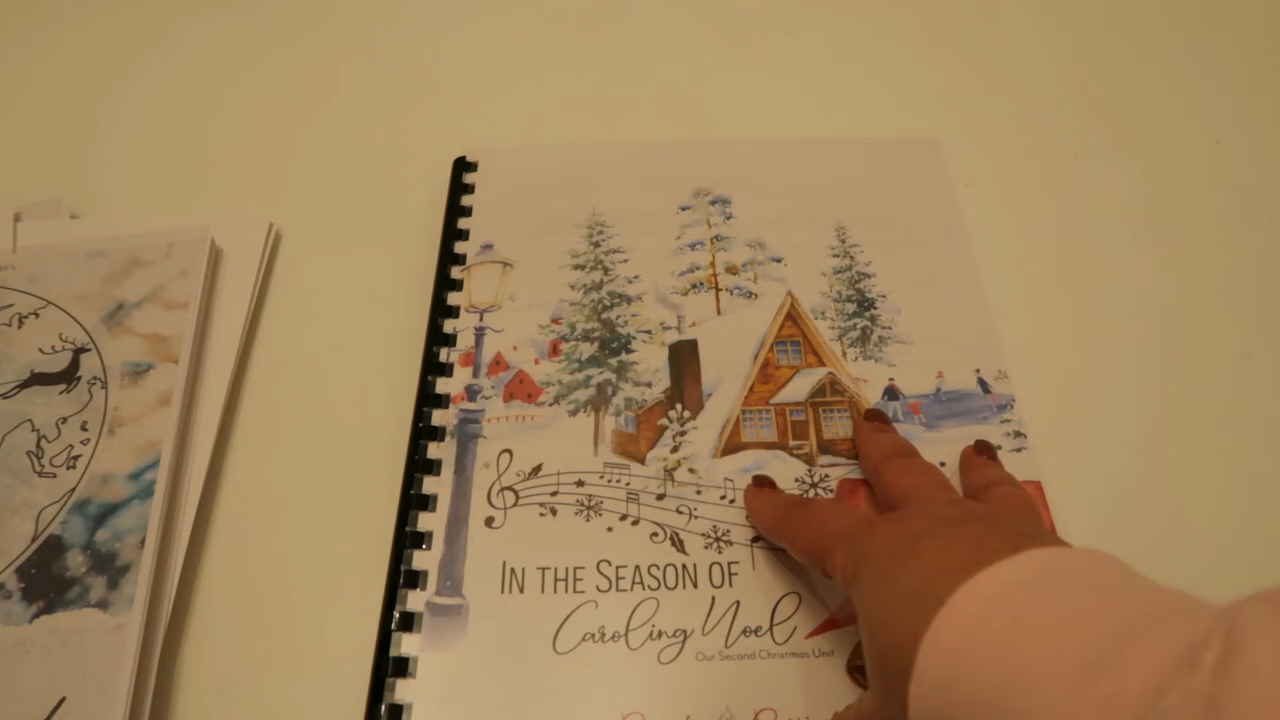 IN THE SEASON OF
Caroling Noel
Our Second Christmas Unit